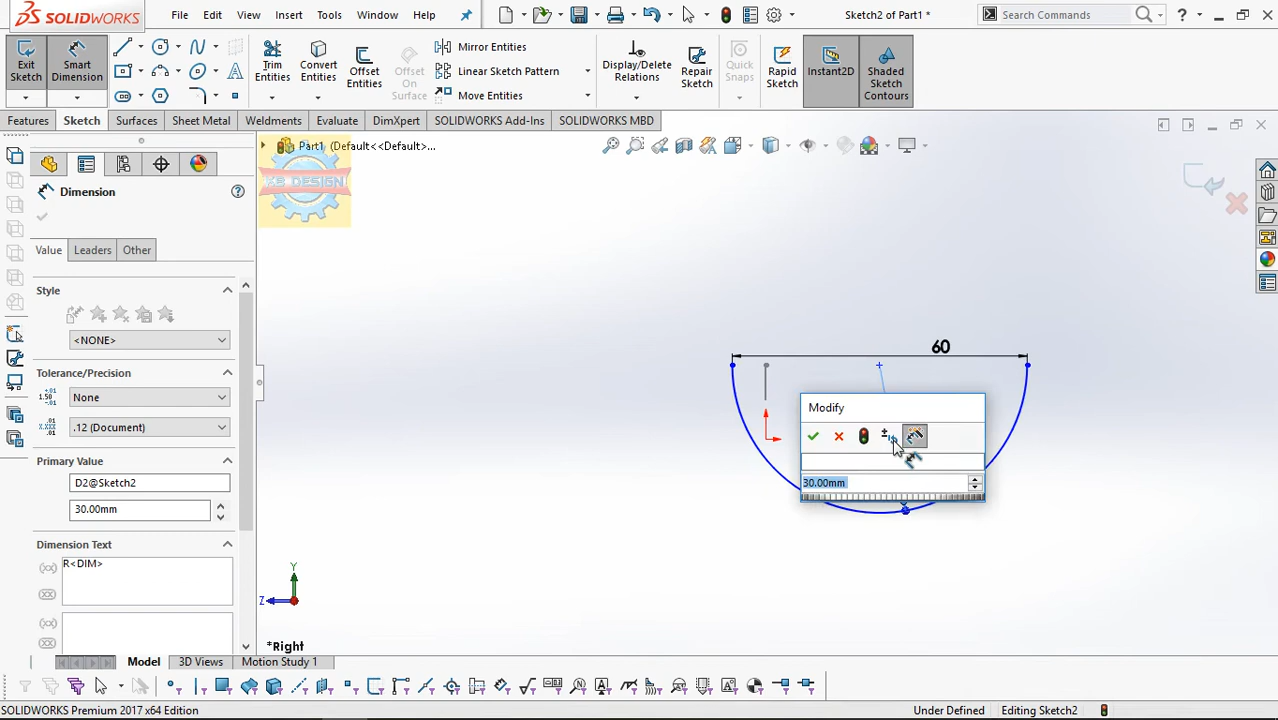 SOLIDWORKS File Edit View Insert Tools Window Help Sketch2 of Part1 * Search Commands ?
Exit Sketch
Smart Dimension
Trim Entities
Convert Entities
Offset Entities
Offset On Surface
Mirror Entities
Linear Sketch Pattern
Move Entities
Display/Delete Relations
Repair Sketch
Quick Snaps
Rapid Sketch
Instant2D
Shaded Sketch Contours
Features Sketch Surfaces Sheet Metal Weldments Evaluate DimXpert SOLIDWORKS Add-Ins SOLIDWORKS MBD
Part1 (Default<<Default>...
Dimension
Value Leaders Other
Style
<NONE>
Tolerance/Precision
None
.12 (Document)
Primary Value
D2@Sketch2
30.00mm
Dimension Text
R<DIM>
60
Modify
30.00mm
Y
Z
*Right
Model 3D Views Motion Study 1
SOLIDWORKS Premium 2017 x64 Edition Under Defined Editing Sketch2